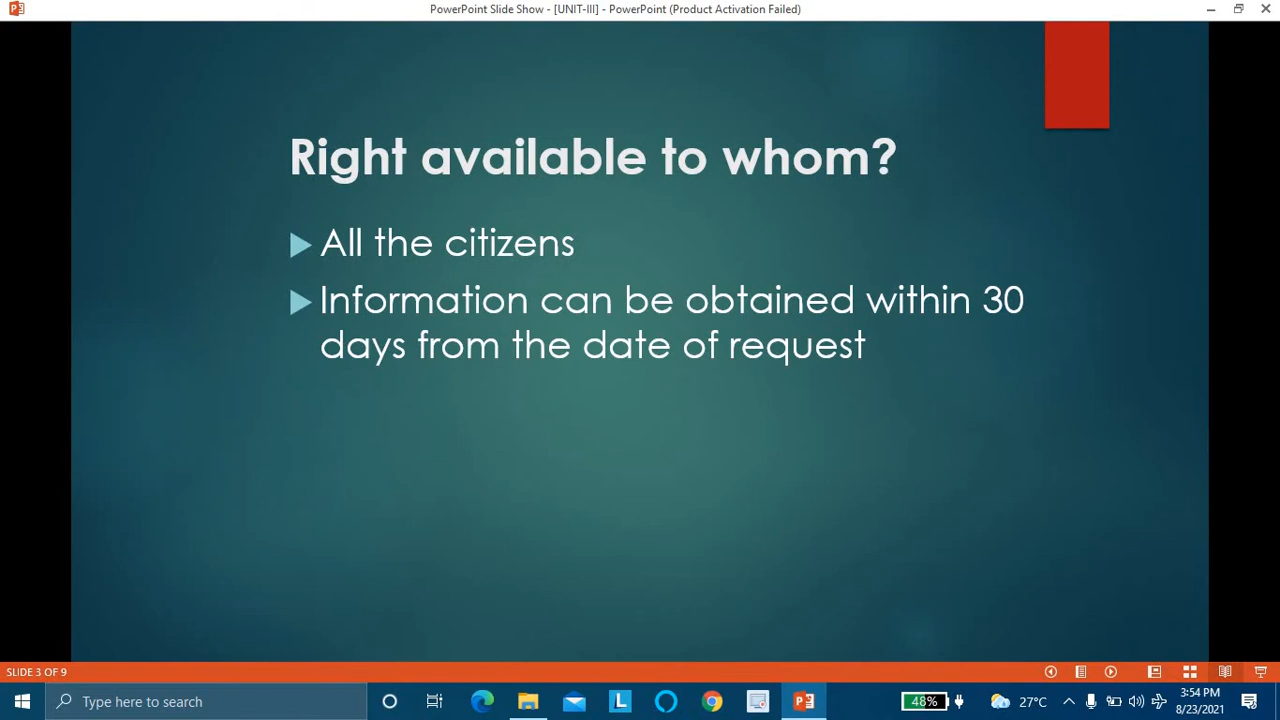 PowerPoint Slide Show - [UNIT-III] - PowerPoint (Product Activation Failed)
Right available to whom?
All the citizens
Information can be obtained within 30
days from the date of request
SLIDE 3 OF 9
Type here to search
L
48%
27°C
3:54 PM
8/23/2021